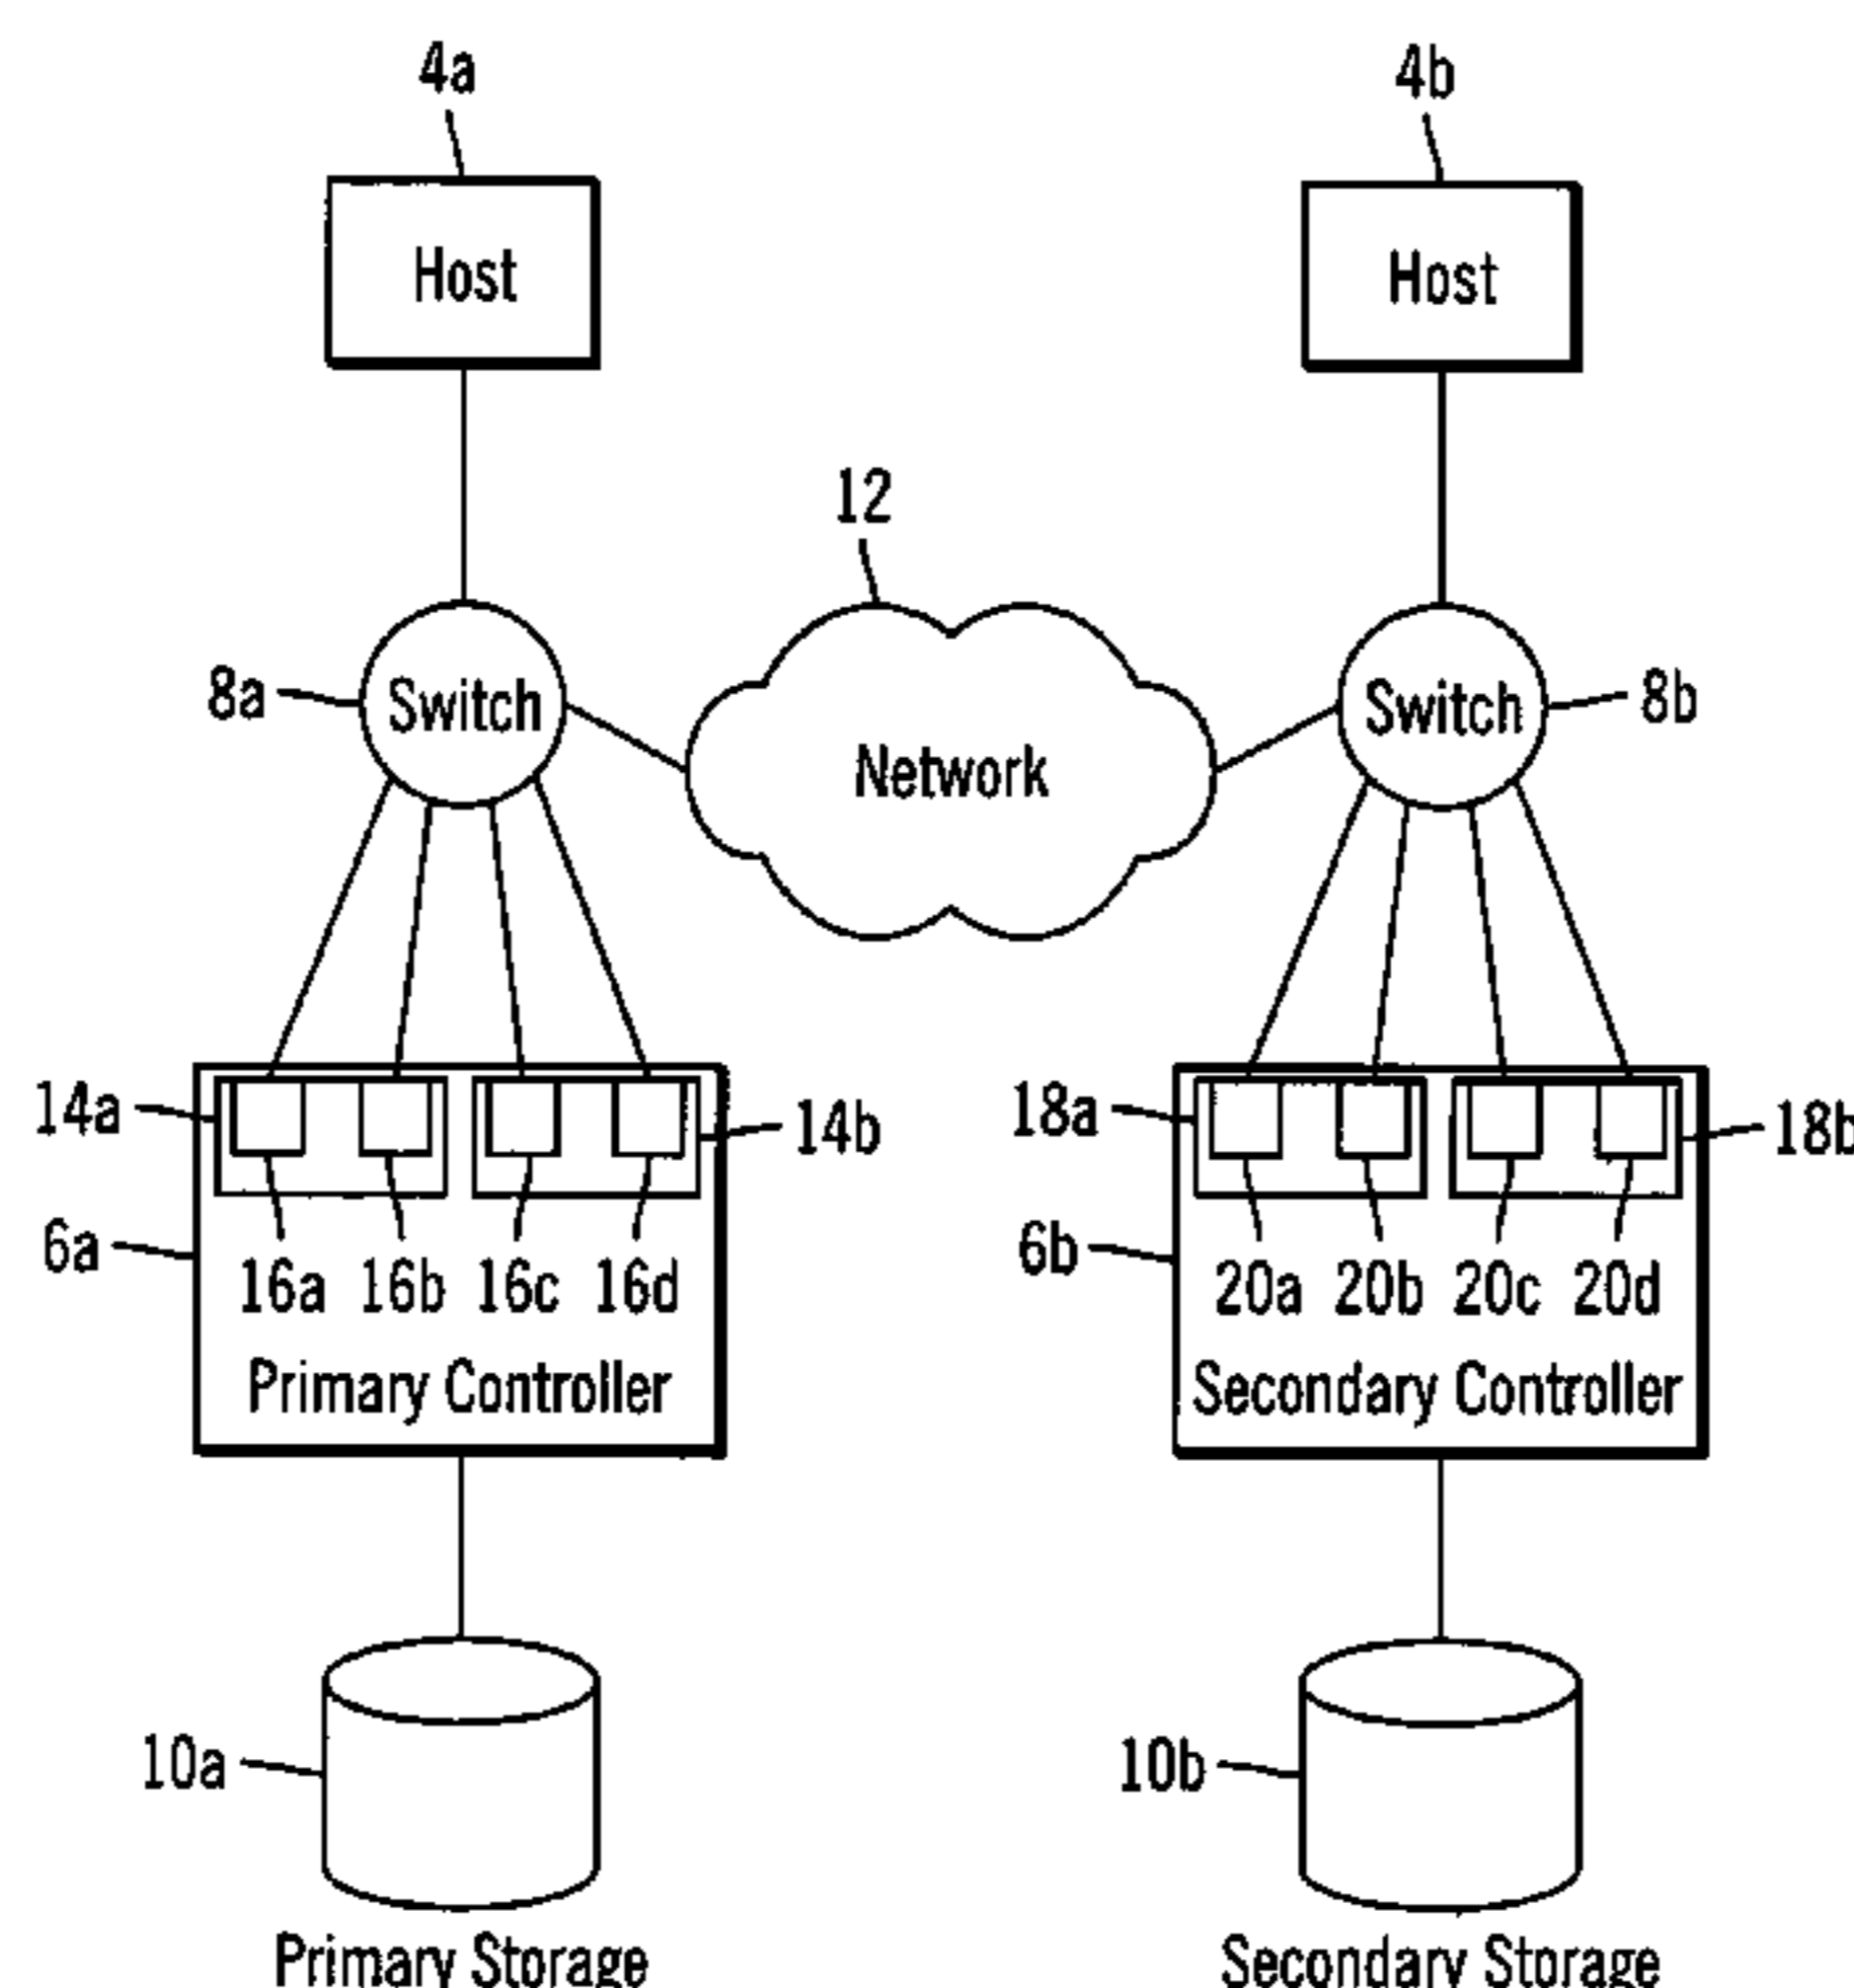 4a
4b
Host
Host
12
8a
Switch
Network
Switch
8b
14a
14b
18a
18b
6a
16a 16b 16c 16d
6b
20a 20b 20c 20d
Primary Controller
Secondary Controller
10a
10b
Primary Storage
Secondary Storage